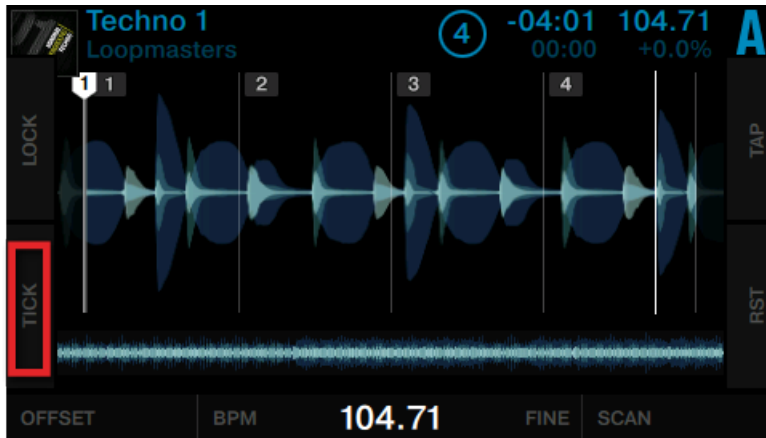 Techno 1
Loopmasters
4
-04:01 104.71
00:00 +0.0%
A
LOCK
TICK
TAP
RST
1 1 2 3 4
OFFSET BPM 104.71 FINE SCAN